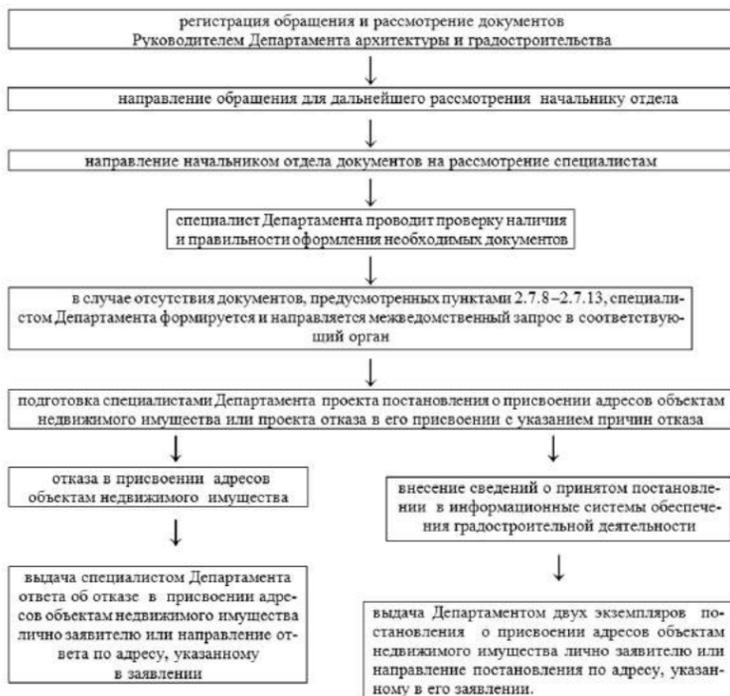 регистрация обращения и рассмотрение документов
Руководителем Департамента архитектуры и градостроительства
направление обращения для дальнейшего рассмотрения начальнику отдела
направление начальником отдела документов на рассмотрение специалистам
специалист Департамента проводит проверку наличия
и правильности оформления необходимых документов
в случае отсутствия документов, предусмотренных пунктами 2.7.8–2.7.13, специали-
стом Департамента формируется и направляется межведомственный запрос в соответствую-
щий орган
подготовка специалистами Департамента проекта постановления о присвоении адресов объектам
недвижимого имущества или проекта отказа в его присвоении с указанием причин отказа
отказа в присвоении адресов
объектам недвижимого имущества
внесение сведений о принятом постановле-
нии в информационные системы обеспече-
ния градостроительной деятельности
выдача специалистом Департамента
ответа об отказе в присвоении адре-
сов объектам недвижимого имущества
лично заявителю или направление от-
вета по адресу, указанному
в заявлении
выдача Департаментом двух экземпляров по-
становления о присвоении адресов объектам
недвижимого имущества лично заявителю или
направление постановления по адресу, указан-
ному в его заявлении.